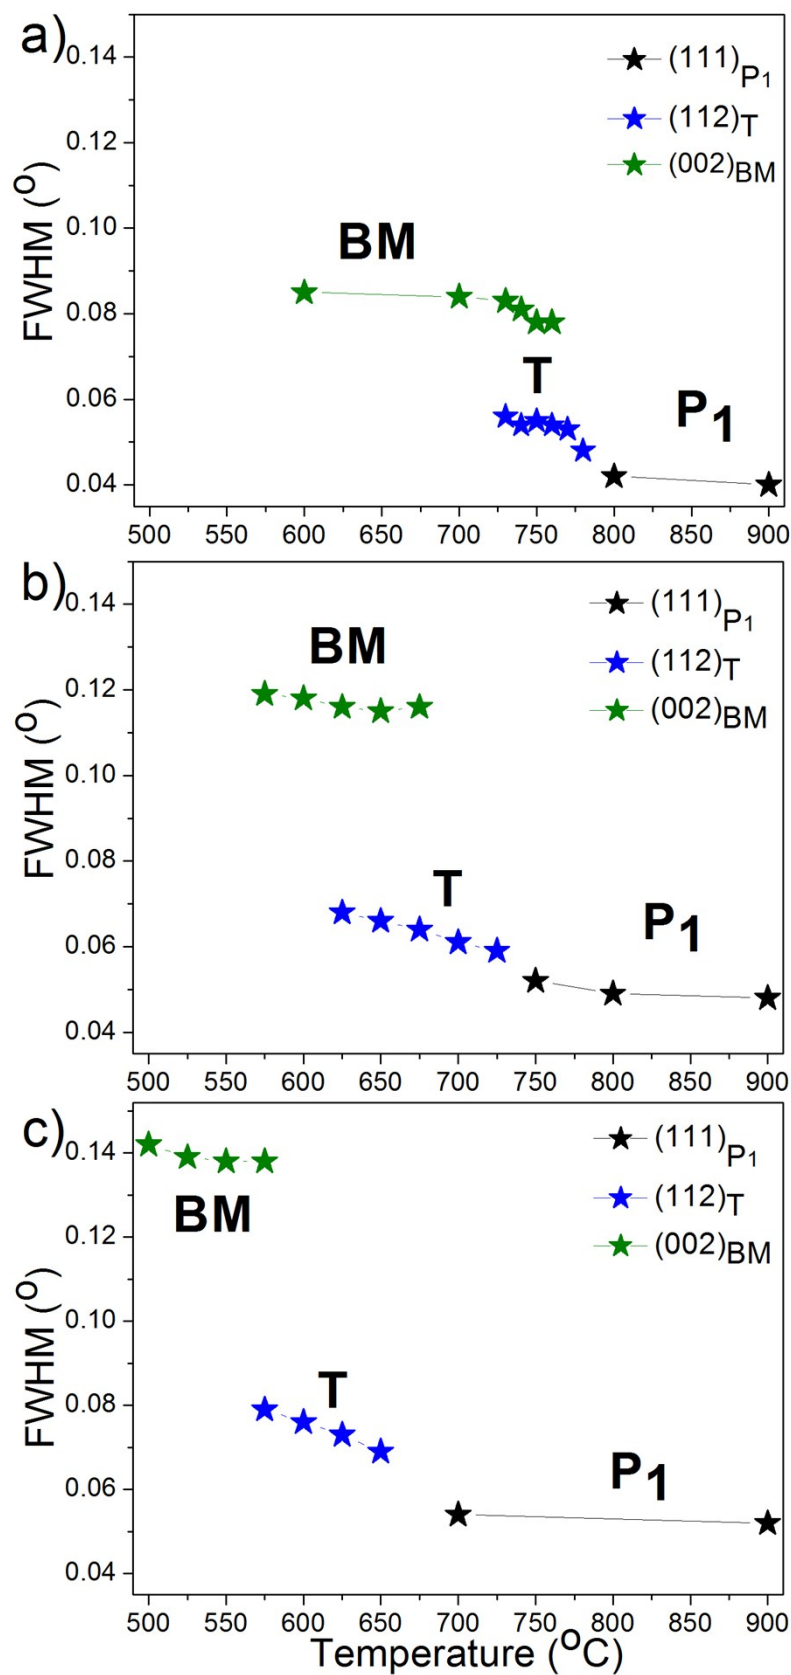 a)
0.14
0.12
0.10
0.08
0.06
0.04
FWHM (o)
(111)P1
(112)T
(002)BM
BM
T
P1
500 550 600 650 700 750 800 850 900
b)
0.14
0.12
0.10
0.08
0.06
0.04
FWHM (o)
(111)P1
(112)T
(002)BM
BM
T
P1
500 550 600 650 700 750 800 850 900
c)
0.14
0.12
0.10
0.08
0.06
0.04
FWHM (o)
(111)P1
(112)T
(002)BM
BM
T
P1
500 550 600 650 700 750 800 850 900
Temperature (oC)